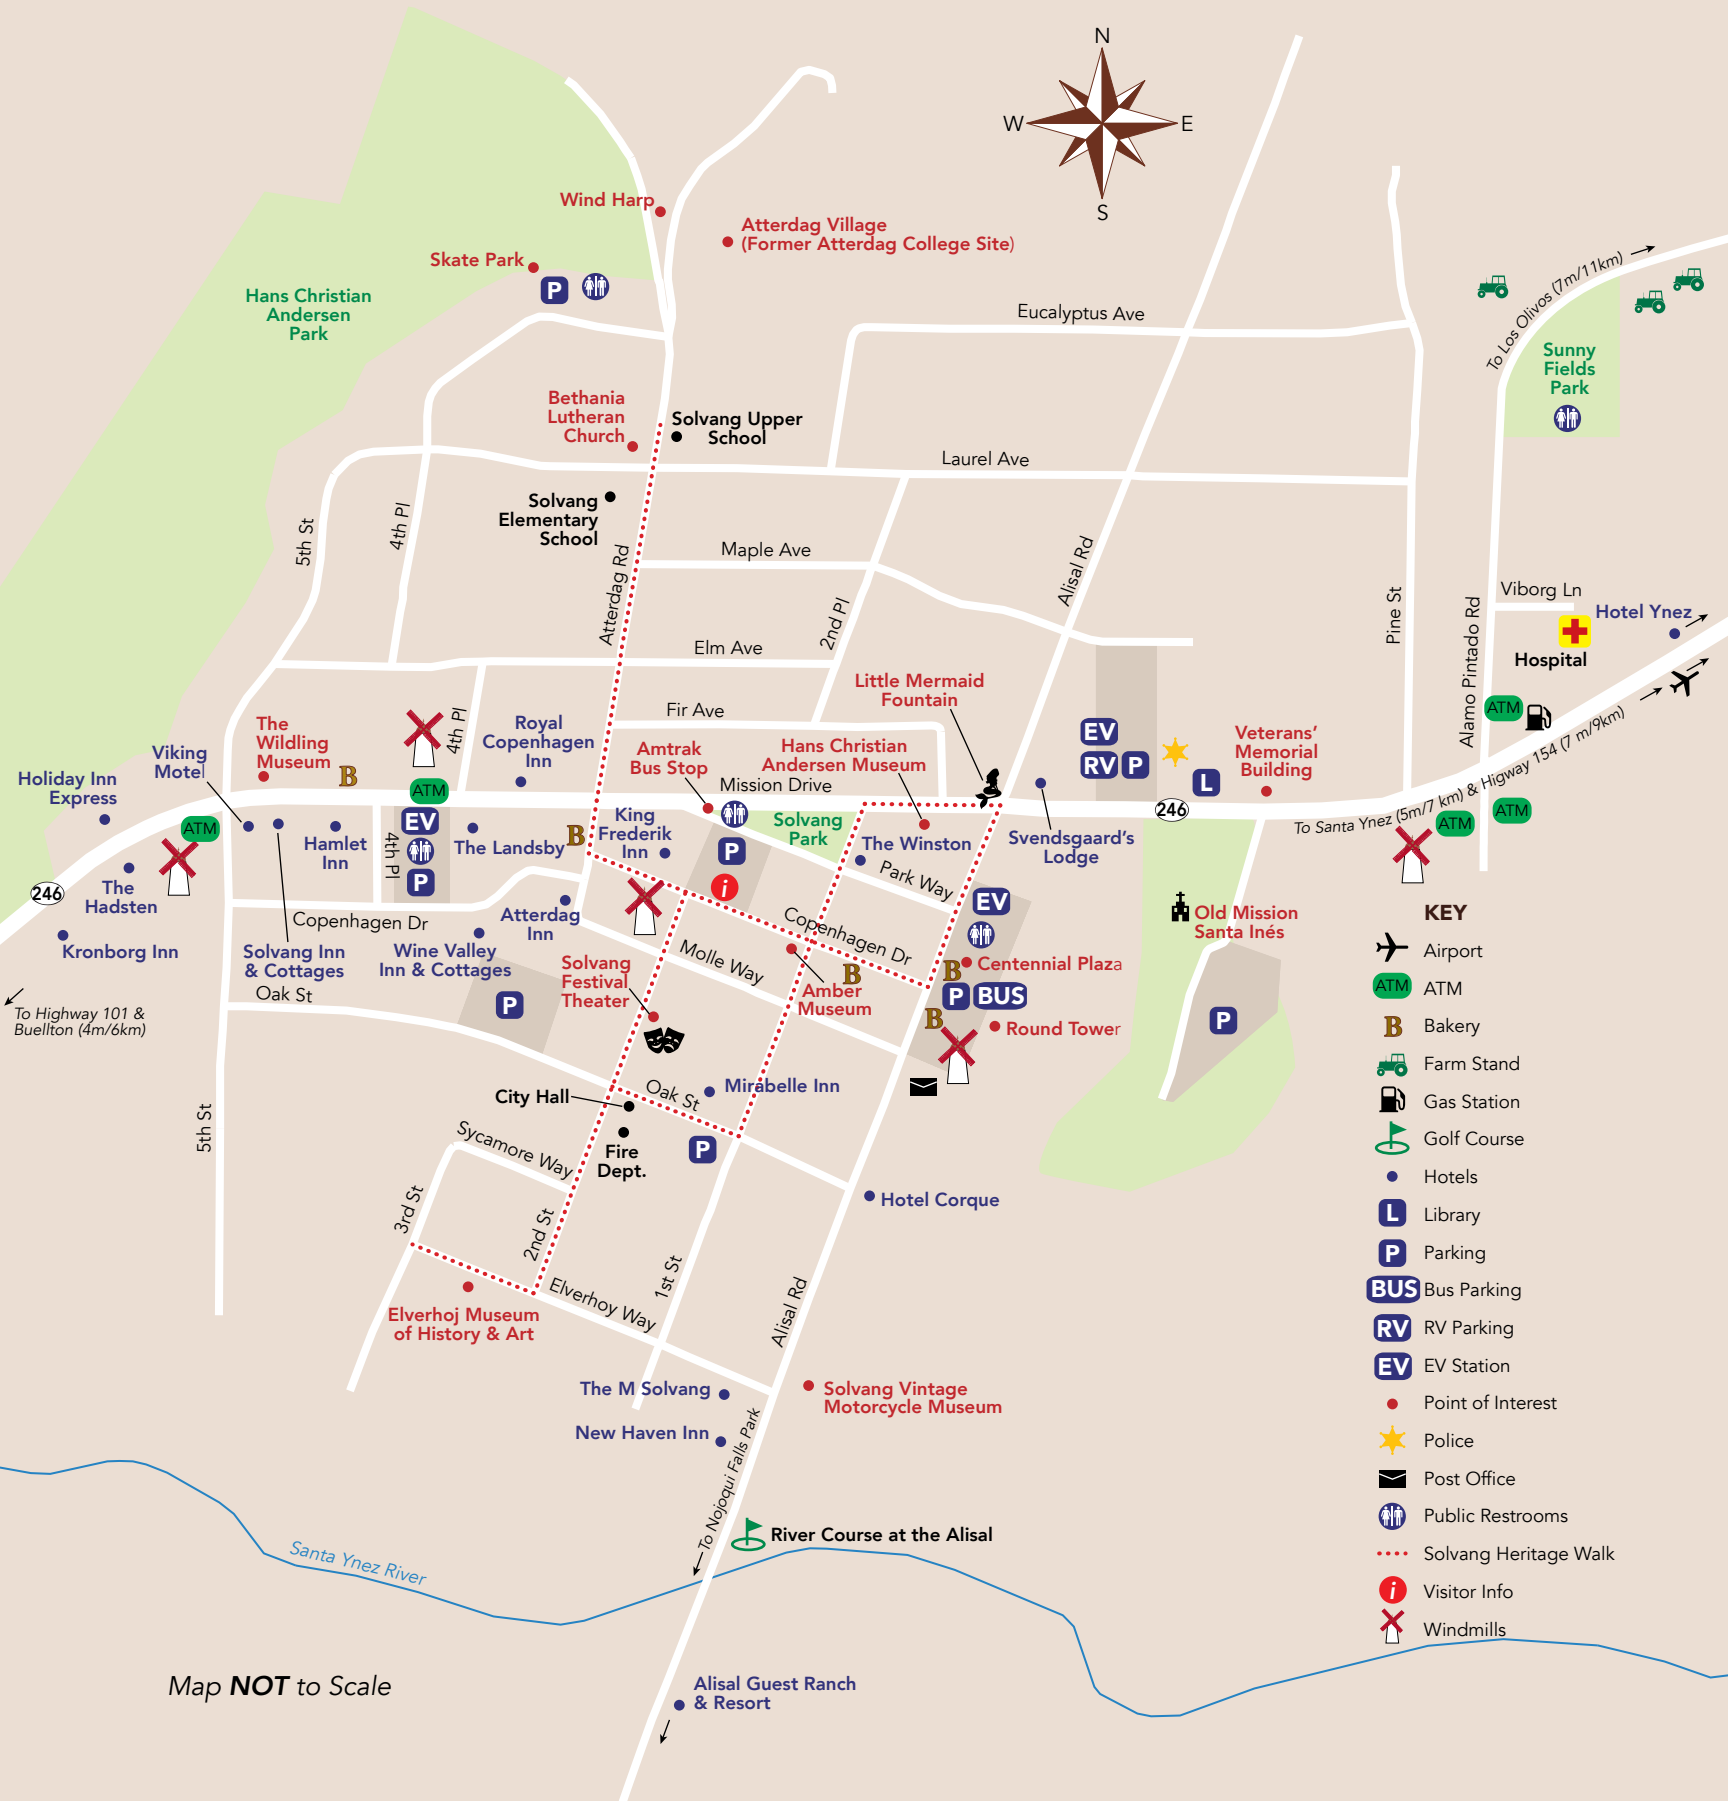 N
W
E
S
Wind Harp
Atterdag Village
(Former Atterdag College Site)
Skate Park
P
Hans Christian
Andersen
Park
Eucalyptus Ave
To Los Olivos (7m/11km)
Sunny
Fields
Park
Bethania
Lutheran
Church
Solvang Upper
School
Laurel Ave
Solvang
Elementary
School
5th St
4th Pl
Atterdag Rd
Maple Ave
2nd Pl
Alisal Rd
Pine St
Alamo Pintado Rd
Viborg Ln
Hotel Ynez
Hospital
Elm Ave
Little Mermaid
Fountain
Fir Ave
4th Pl
ATM
The
Wildling
Museum
B
Viking
Motel
Royal
Copenhagen
Inn
Amtrak
Bus Stop
Hans Christian
Andersen Museum
Mission Drive
EV
RV
P
L
Veterans'
Memorial
Building
To Santa Ynez (5m/7 km) & Higway 154 (7 m/9km)
Holiday Inn
Express
ATM
ATM
EV
P
4th Pl
Hamlet
Inn
The Landsby
B
King
Frederik
Inn
P
i
Solvang
Park
The Winston
Svendsgaard's
Lodge
246
ATM
ATM
246
The
Hadsten
Kronborg Inn
Copenhagen Dr
Solvang Inn
& Cottages
Wine Valley
Inn & Cottages
Atterdag
Inn
Park Way
Copenhagen Dr
EV
Old Mission
Santa Inés
Centennial Plaza
B
P
BUS
B
Round Tower
P
To Highway 101 &
Buellton (4m/6km)
Oak St
P
Solvang
Festival
Theater
Molle Way
Amber
Museum
B
Mirabelle Inn
City Hall
Oak St
Fire
Dept.
P
5th St
Sycamore Way
3rd St
2nd St
Hotel Corque
1st St
Elverhoy Way
Alisal Rd
Elverhoj Museum
of History & Art
The M Solvang
Solvang Vintage
Motorcycle Museum
New Haven Inn
To Nojoqui Falls Park
River Course at the Alisal
Santa Ynez River
Map NOT to Scale
Alisal Guest Ranch
& Resort
KEY
Airport
ATM ATM
B Bakery
Farm Stand
Gas Station
Golf Course
Hotels
L Library
P Parking
BUS Bus Parking
RV RV Parking
EV EV Station
Point of Interest
Police
Post Office
Public Restrooms
Solvang Heritage Walk
i Visitor Info
Windmills